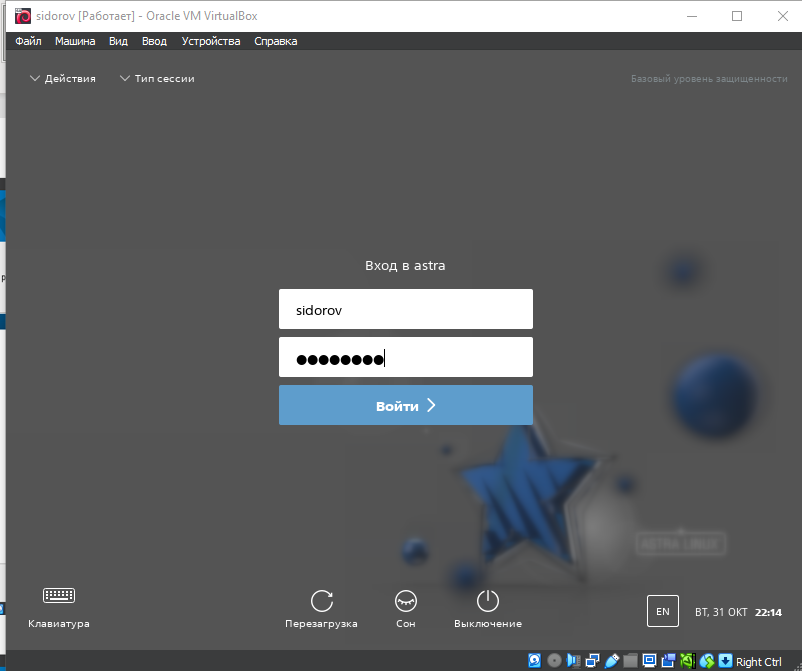 sidorov [Работает] - Oracle VM VirtualBox
Файл Машина Вид Ввод Устройства Справка
Действия Тип сессии Базовый уровень защищенности
Вход в astra
sidorov
●●●●●●●●
Войти
ASTRA LINUX
Клавиатура Перезагрузка Сон Выключение EN ВТ, 31 ОКТ 22:14
Right Ctrl